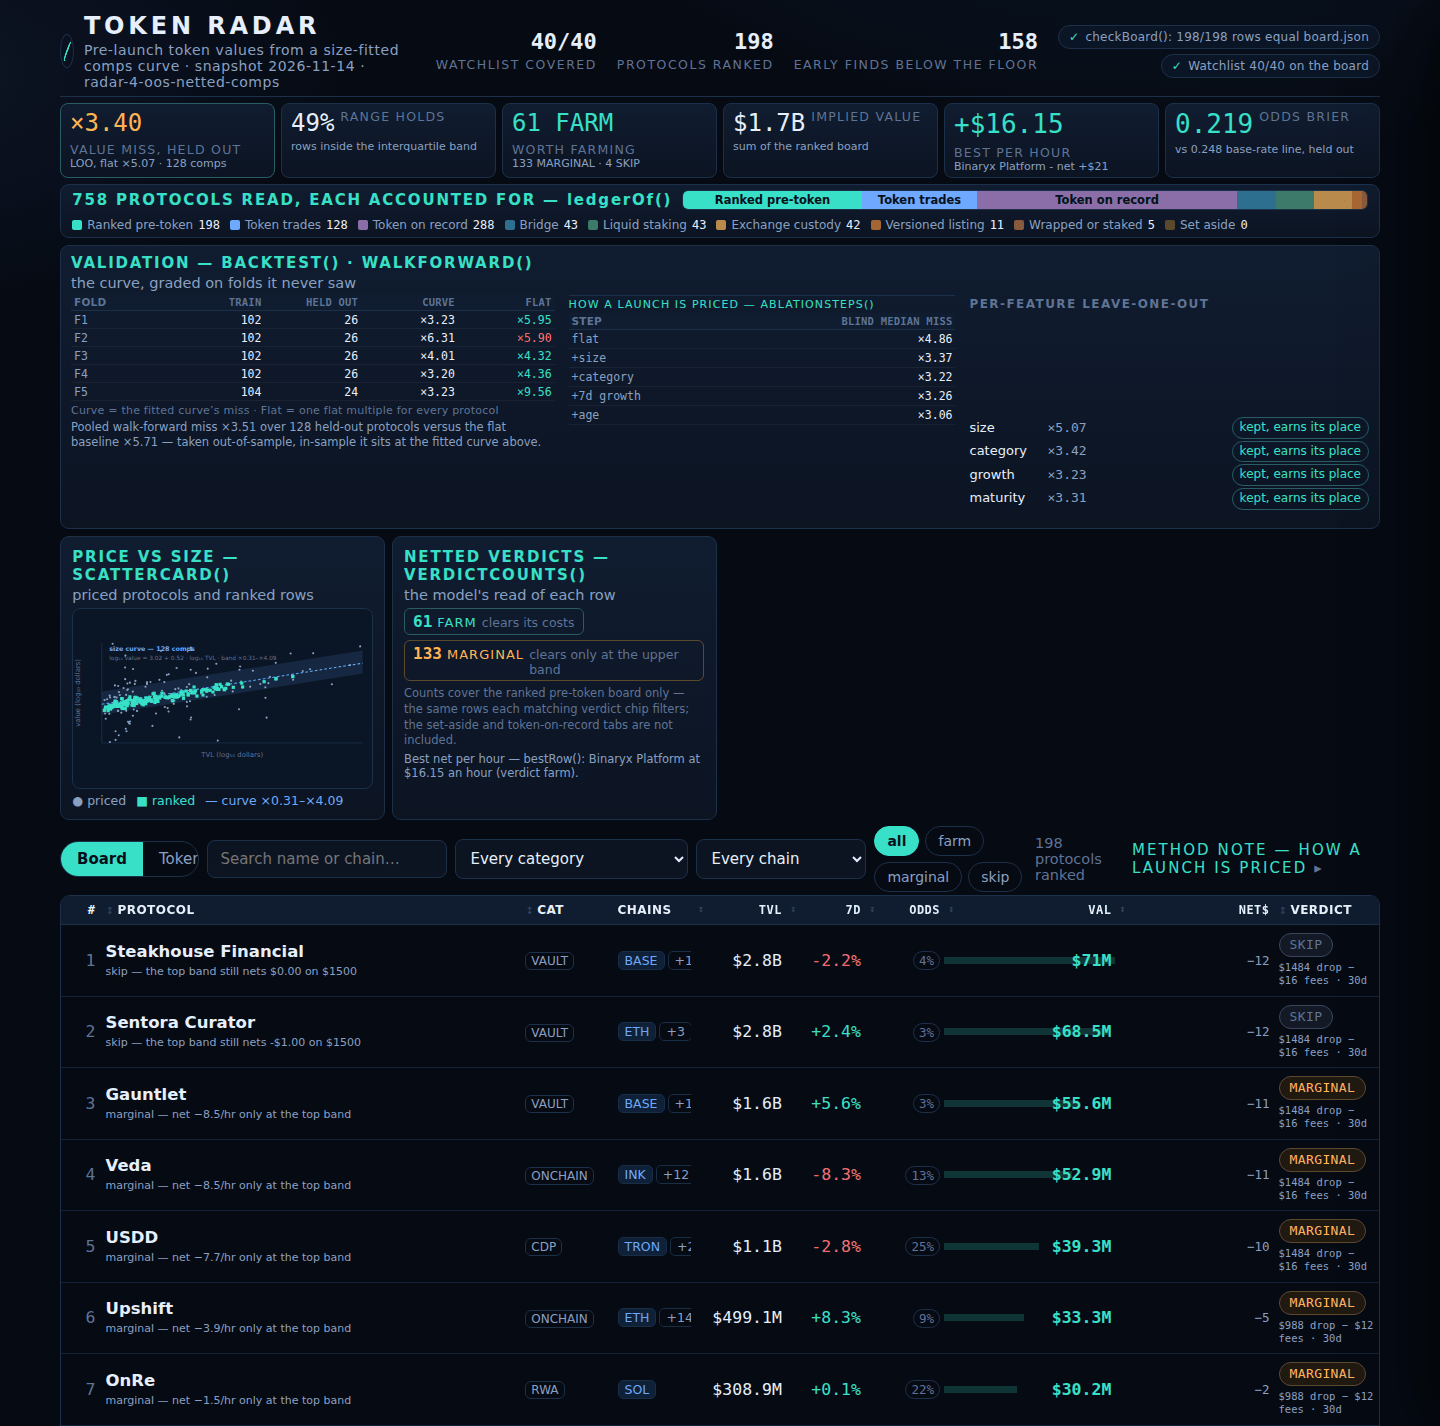 TOKEN RADAR
Pre-launch token values from a size-fitted
comps curve · snapshot 2026-11-14 ·
radar-4-oos-netted-comps
40/40
WATCHLIST COVERED
198
PROTOCOLS RANKED
158
EARLY FINDS BELOW THE FLOOR
✓ checkBoard(): 198/198 rows equal board.json
✓ Watchlist 40/40 on the board
×3.40
VALUE MISS, HELD OUT
LOO, flat ×5.07 · 128 comps
49% RANGE HOLDS
rows inside the interquartile band
61 FARM
WORTH FARMING
133 MARGINAL · 4 SKIP
$1.7B IMPLIED VALUE
sum of the ranked board
+$16.15
BEST PER HOUR
Binaryx Platform - net +$21
0.219 ODDS BRIER
vs 0.248 base-rate line, held out
758 PROTOCOLS READ, EACH ACCOUNTED FOR — ledgerOf()
Ranked pre-token Token trades Token on record
Ranked pre-token 198 Token trades 128 Token on record 288 Bridge 43 Liquid staking 43 Exchange custody 42 Versioned listing 11 Wrapped or staked 5 Set aside 0
VALIDATION — BACKTEST() · WALKFORWARD()
the curve, graded on folds it never saw
FOLD TRAIN HELD OUT CURVE FLAT
F1 102 26 ×3.23 ×5.95
F2 102 26 ×6.31 ×5.90
F3 102 26 ×4.01 ×4.32
F4 102 26 ×3.20 ×4.36
F5 104 24 ×3.23 ×9.56
Curve = the fitted curve's miss · Flat = one flat multiple for every protocol
Pooled walk-forward miss ×3.51 over 128 held-out protocols versus the flat
baseline ×5.71 — taken out-of-sample, in-sample it sits at the fitted curve above.
HOW A LAUNCH IS PRICED — ABLATIONSTEPS()
STEP BLIND MEDIAN MISS
flat ×4.86
+size ×3.37
+category ×3.22
+7d growth ×3.26
+age ×3.06
PER-FEATURE LEAVE-ONE-OUT
size ×5.07 kept, earns its place
category ×3.42 kept, earns its place
growth ×3.23 kept, earns its place
maturity ×3.31 kept, earns its place
PRICE VS SIZE —
SCATTERCARD()
priced protocols and ranked rows
size curve — 128 comps
log₁₀ value = 3.02 + 0.52 · log₁₀ TVL · band ×0.31–×4.09
value (log₁₀ dollars)
TVL (log₁₀ dollars)
● priced ■ ranked — curve ×0.31–×4.09
NETTED VERDICTS —
VERDICTCOUNTS()
the model's read of each row
61 FARM clears its costs
133 MARGINAL clears only at the upper
band
Counts cover the ranked pre-token board only —
the same rows each matching verdict chip filters;
the set-aside and token-on-record tabs are not
included.
Best net per hour — bestRow(): Binaryx Platform at
$16.15 an hour (verdict farm).
Board Token
Search name or chain…
Every category
Every chain
all farm
marginal skip
198
protocols
ranked
METHOD NOTE — HOW A
LAUNCH IS PRICED ▸
# ↕ PROTOCOL ↕ CAT CHAINS ↕ TVL ↕ 7D ↕ ODDS ↕ VAL ↕ NET$ ↕ VERDICT
1 Steakhouse Financial VAULT BASE +1 $2.8B -2.2% 4% $71M −12 SKIP
skip — the top band still nets $0.00 on $1500
$1484 drop −
$16 fees · 30d
2 Sentora Curator VAULT ETH +3 $2.8B +2.4% 3% $68.5M −12 SKIP
skip — the top band still nets -$1.00 on $1500
$1484 drop −
$16 fees · 30d
3 Gauntlet VAULT BASE +1 $1.6B +5.6% 3% $55.6M −11 MARGINAL
marginal — net −8.5/hr only at the top band
$1484 drop −
$16 fees · 30d
4 Veda ONCHAIN INK +12 $1.6B -8.3% 13% $52.9M −11 MARGINAL
marginal — net −8.5/hr only at the top band
$1484 drop −
$16 fees · 30d
5 USDD CDP TRON +2 $1.1B -2.8% 25% $39.3M −10 MARGINAL
marginal — net −7.7/hr only at the top band
$1484 drop −
$16 fees · 30d
6 Upshift ONCHAIN ETH +14 $499.1M +8.3% 9% $33.3M −5 MARGINAL
marginal — net −3.9/hr only at the top band
$988 drop − $12
fees · 30d
7 OnRe RWA SOL $308.9M +0.1% 22% $30.2M −2 MARGINAL
marginal — net −1.5/hr only at the top band
$988 drop − $12
fees · 30d